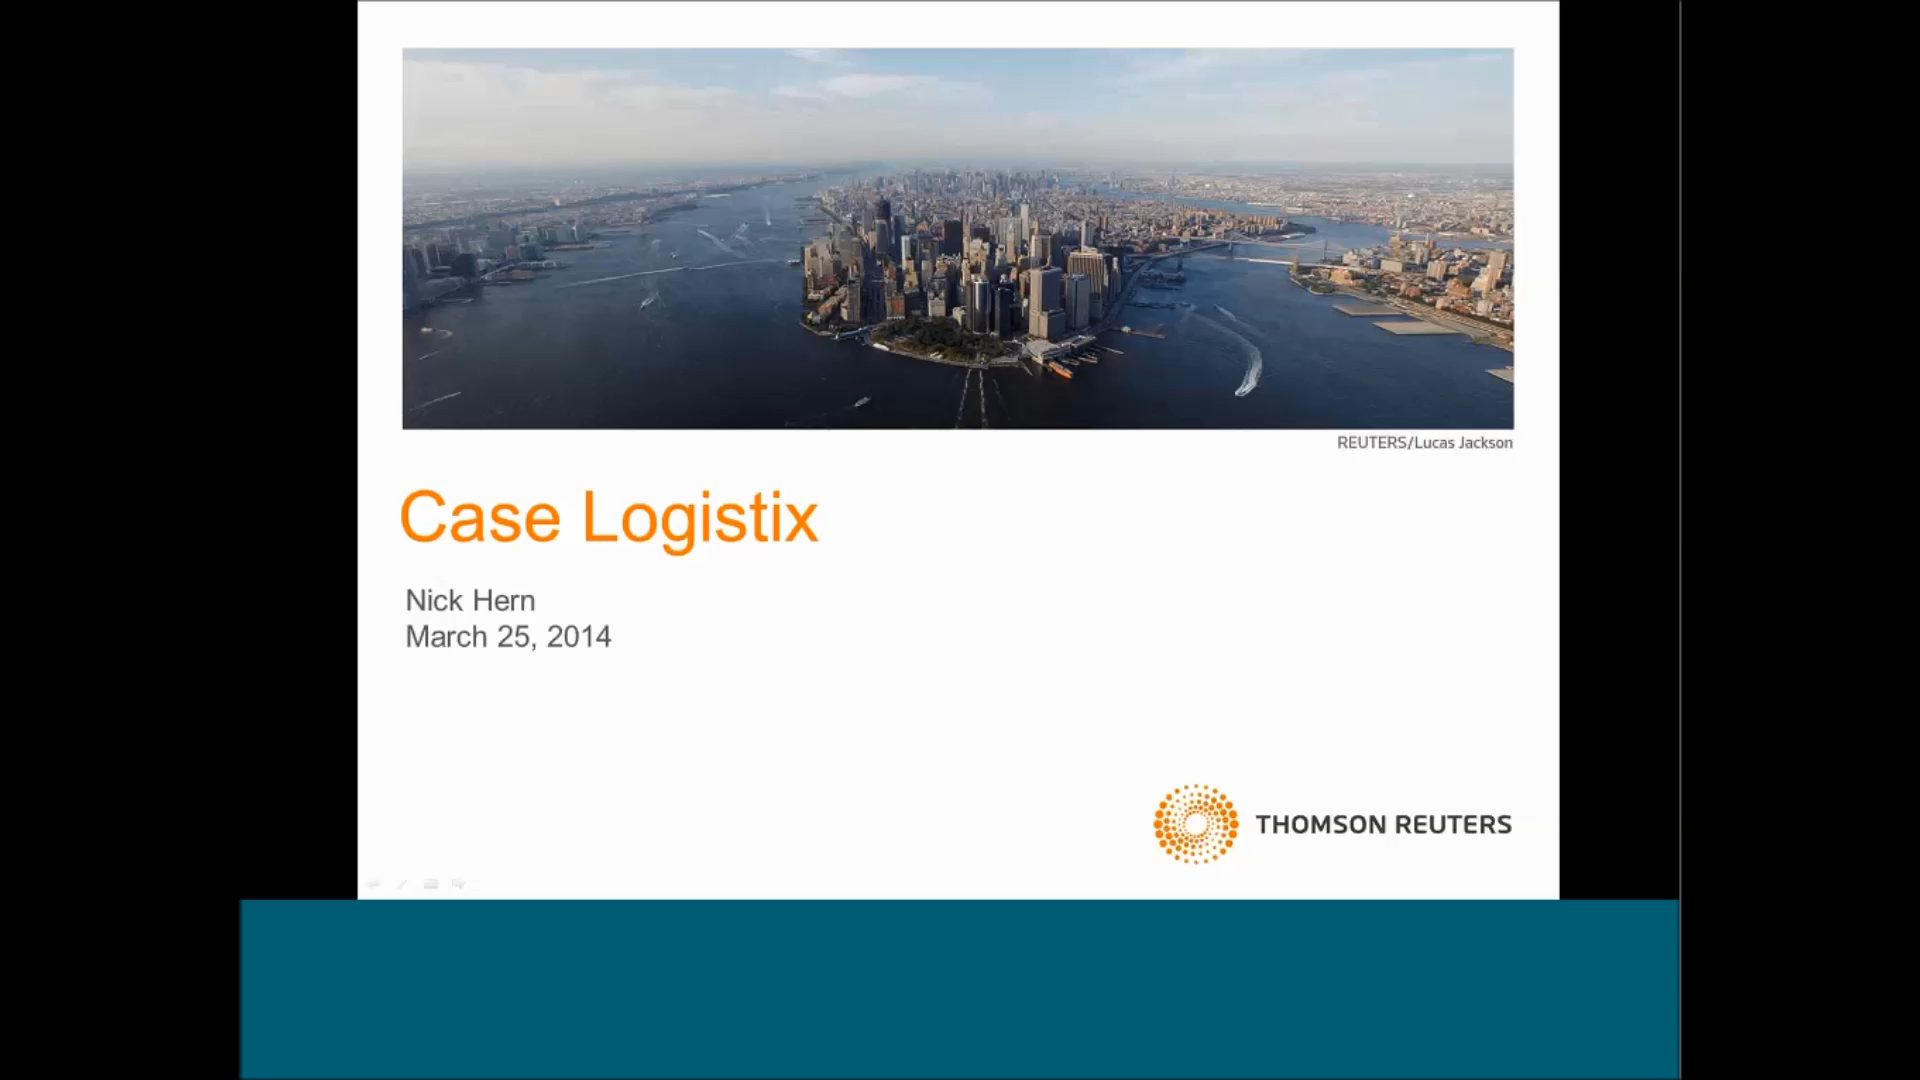 REUTERS/Lucas Jackson
Case Logistix
Nick Hern
March 25, 2014
THOMSON REUTERS